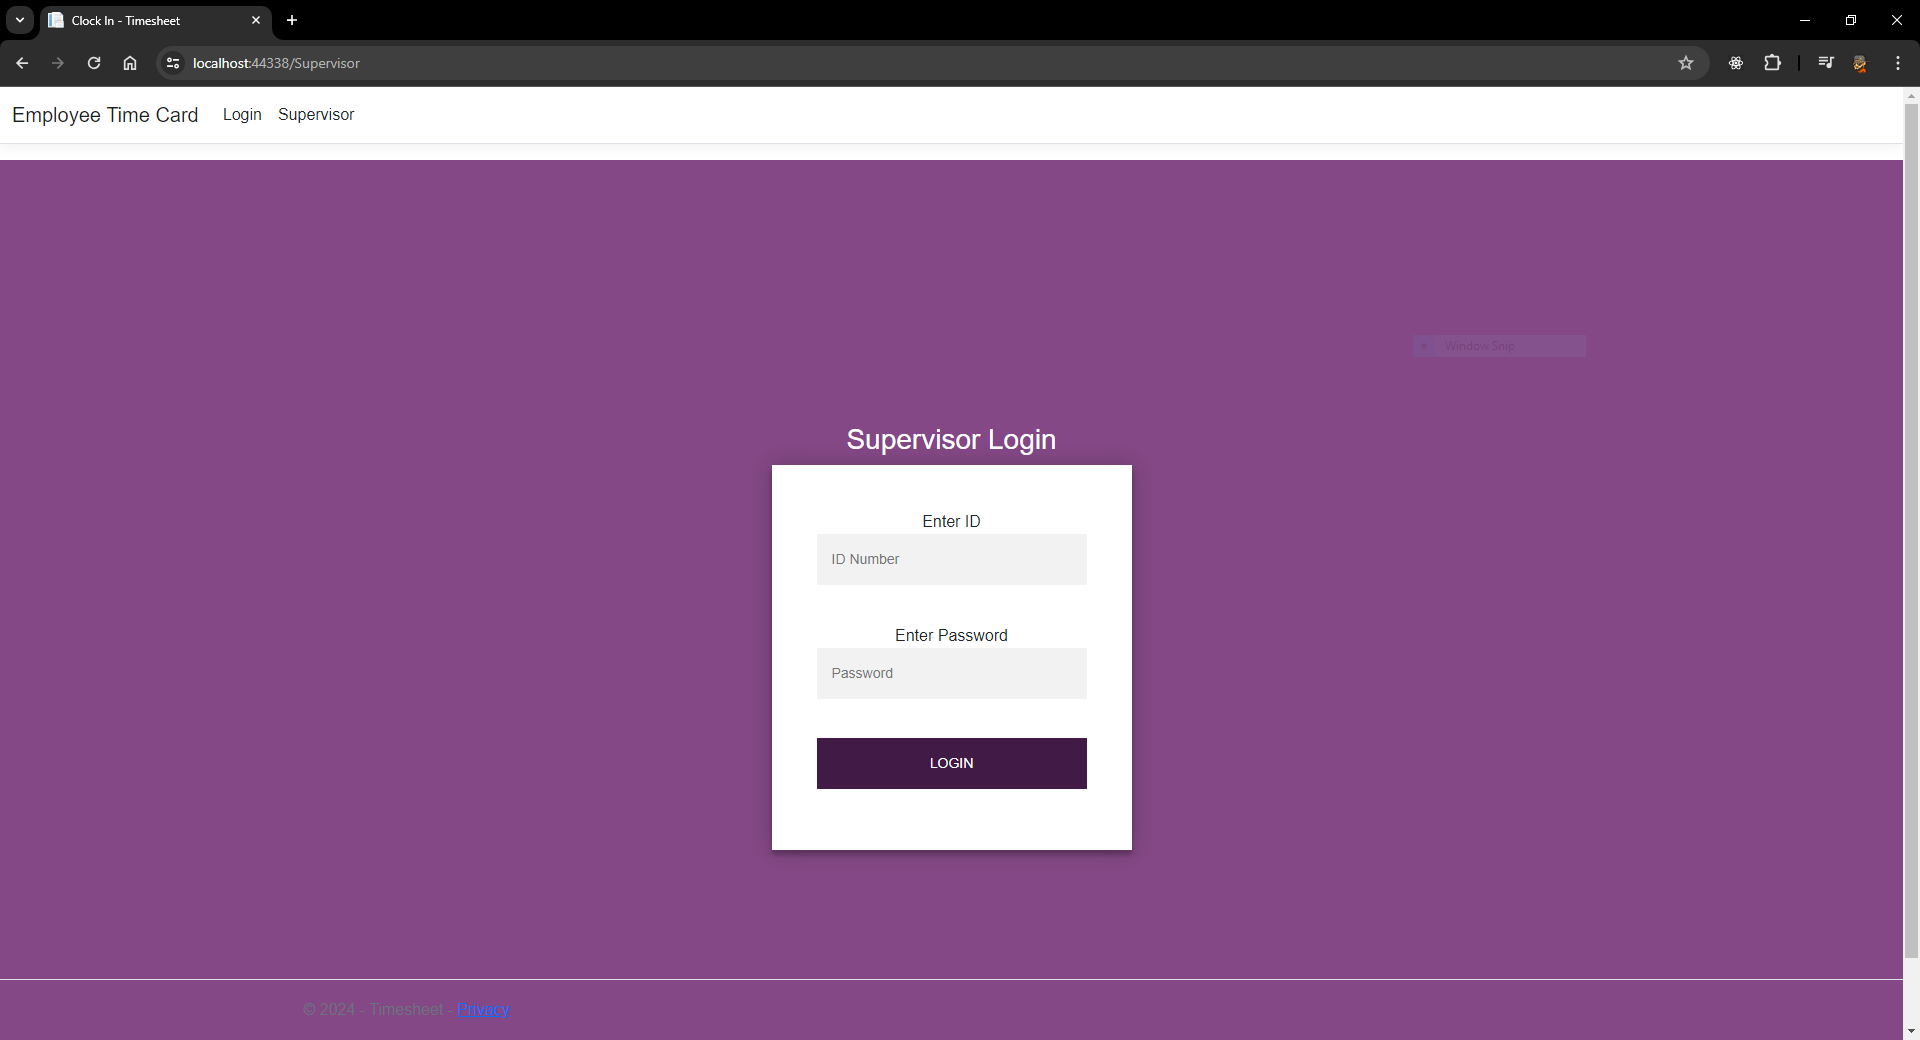 Clock In - Timesheet
localhost:44338/Supervisor
Employee Time Card Login Supervisor
Window Snip
Supervisor Login
Enter ID
ID Number
Enter Password
Password
LOGIN
© 2024 - Timesheet - Privacy